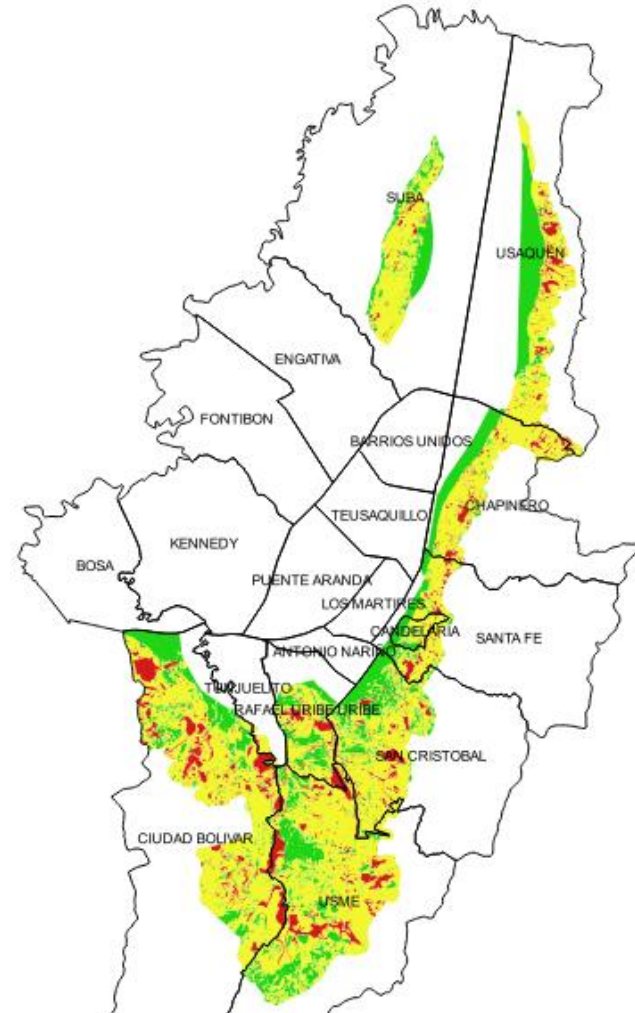 SUBA
USAQUEN
ENGATIVA
FONTIBON
BARRIOS UNIDOS
CHAPINERO
TEUSAQUILLO
KENNEDY
BOSA
PUENTE ARANDA
LOS MARTIRES
CANDELARIA
SANTA FE
ANTONIO NARIÑO
TUNJUELITO
RAFAEL URIBE URIBE
SAN CRISTOBAL
CIUDAD BOLIVAR
USME